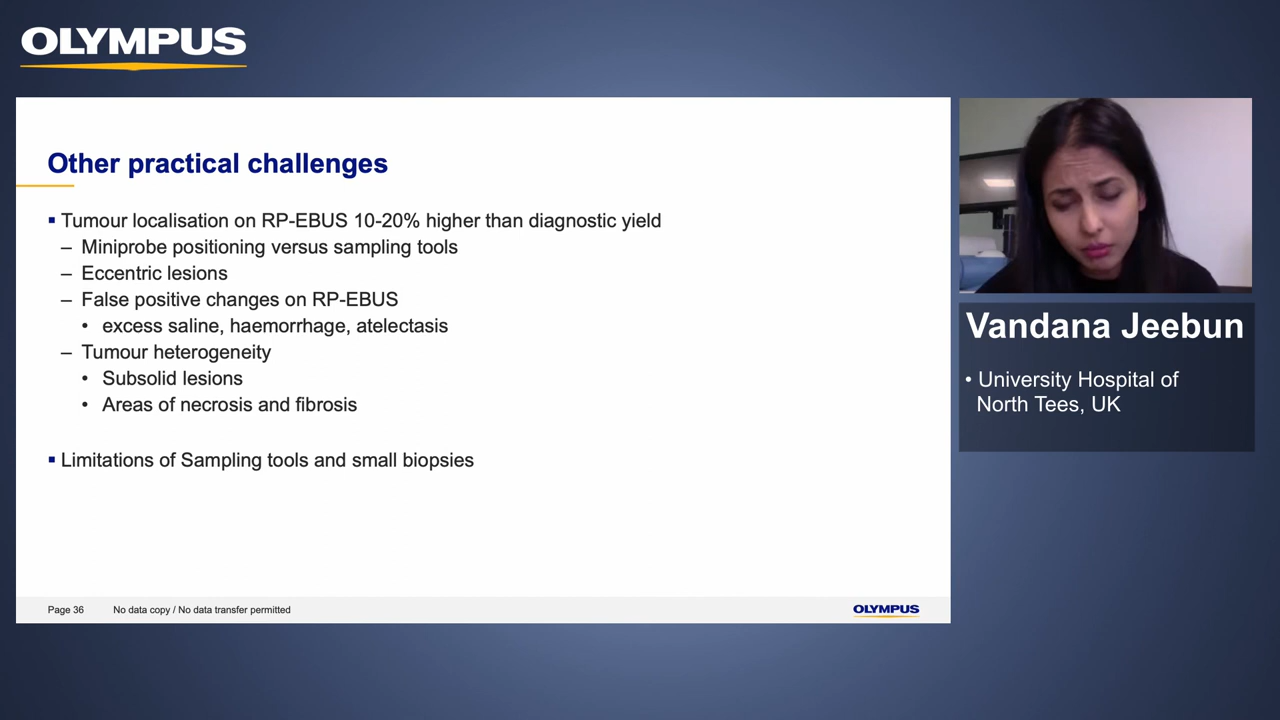 OLYMPUS
Other practical challenges
▪ Tumour localisation on RP-EBUS 10-20% higher than diagnostic yield
– Miniprobe positioning versus sampling tools
– Eccentric lesions
– False positive changes on RP-EBUS
• excess saline, haemorrhage, atelectasis
– Tumour heterogeneity
• Subsolid lesions
• Areas of necrosis and fibrosis
▪ Limitations of Sampling tools and small biopsies
Page 36 No data copy / No data transfer permitted
OLYMPUS
Vandana Jeebun
• University Hospital of
North Tees, UK